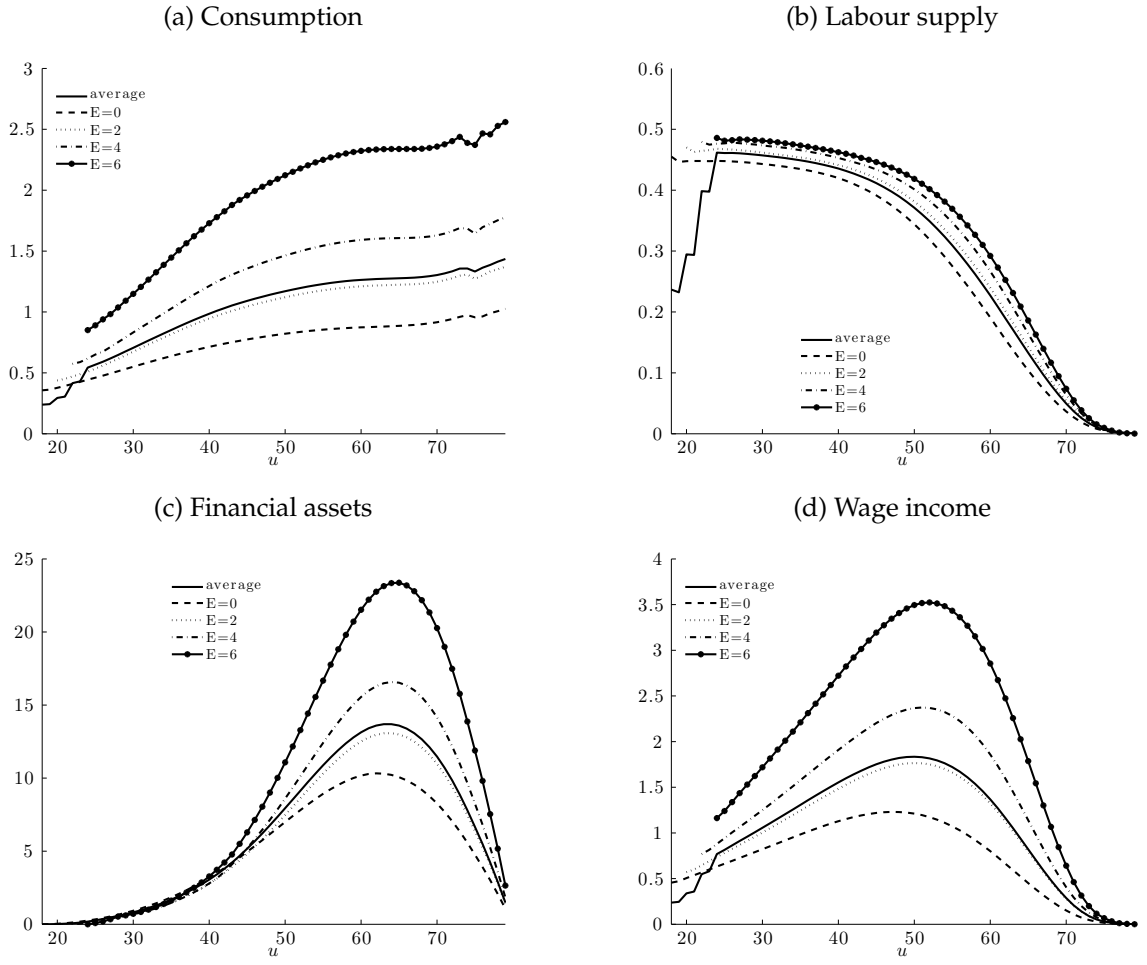 (a) Consumption
3
2.5
2
1.5
1
0.5
0
20 30 40 50 60 70
u
average
E=0
E=2
E=4
E=6
(b) Labour supply
0.6
0.5
0.4
0.3
0.2
0.1
0
20 30 40 50 60 70
u
average
E=0
E=2
E=4
E=6
(c) Financial assets
25
20
15
10
5
0
20 30 40 50 60 70
u
average
E=0
E=2
E=4
E=6
(d) Wage income
4
3.5
3
2.5
2
1.5
1
0.5
0
20 30 40 50 60 70
u
average
E=0
E=2
E=4
E=6